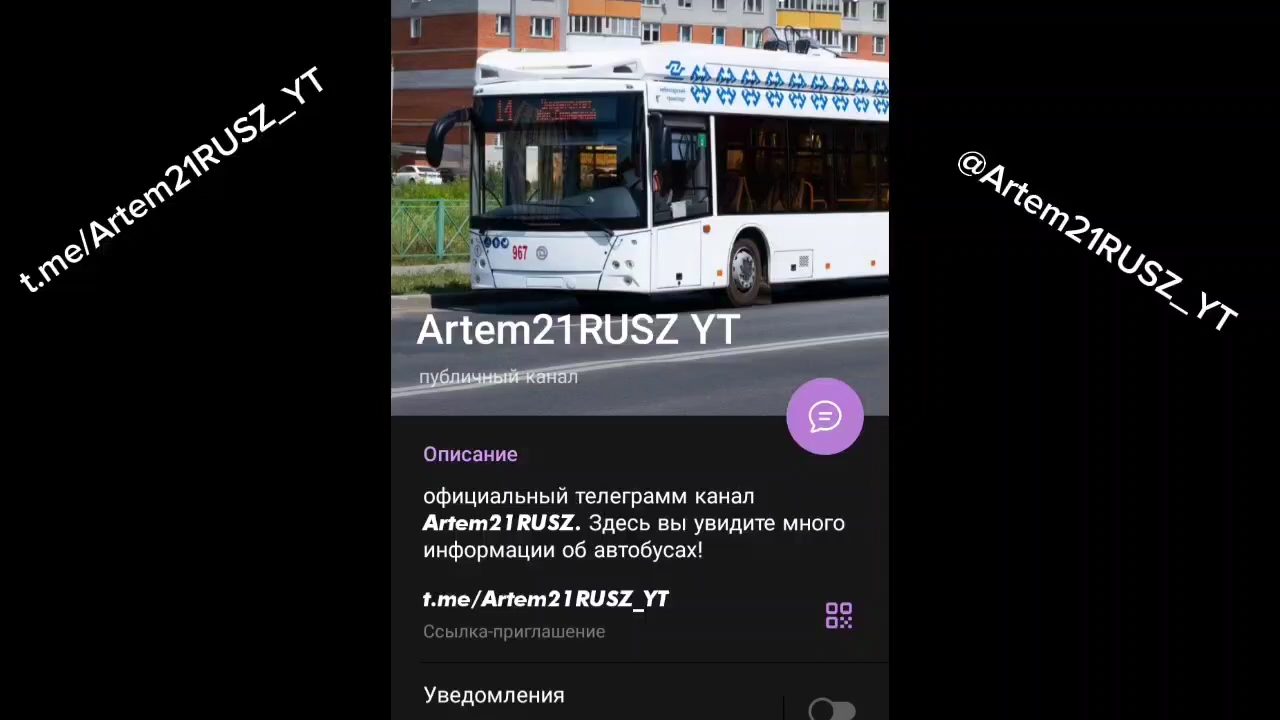 t.me/Artem21RUSZ_YT
@Artem21RUSZ_YT
14
967
Artem21RUSZ YT
публичный канал
Описание
официальный телеграмм канал
Artem21RUSZ. Здесь вы увидите много
информации об автобусах!
t.me/Artem21RUSZ_YT
Ссылка-приглашение
Уведомления